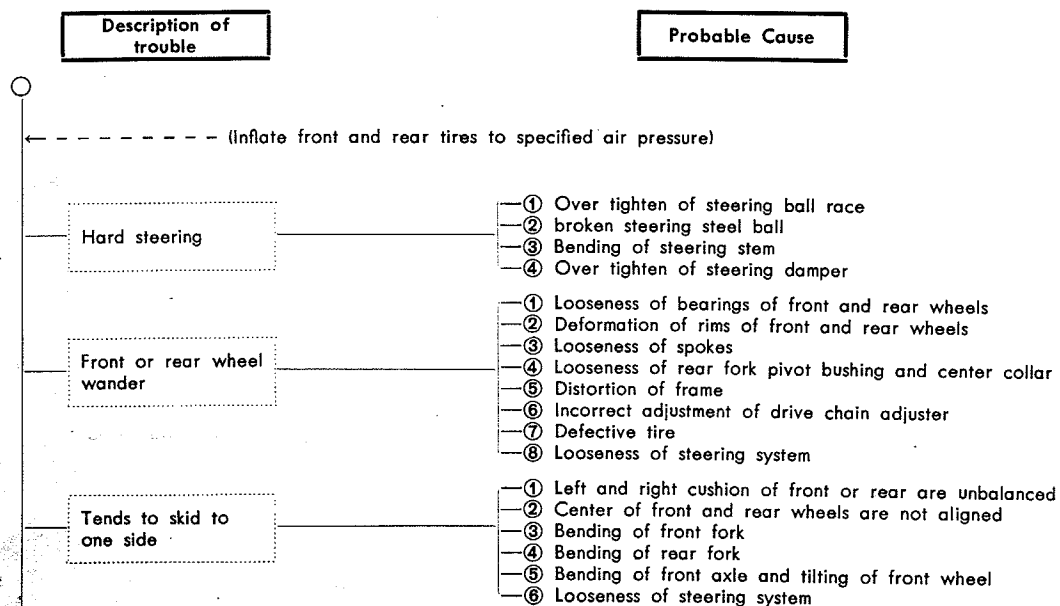 Description of
trouble
Probable Cause
(Inflate front and rear tires to specified air pressure)
Hard steering
① Over tighten of steering ball race
② broken steering steel ball
③ Bending of steering stem
④ Over tighten of steering damper
Front or rear wheel
wander
① Looseness of bearings of front and rear wheels
② Deformation of rims of front and rear wheels
③ Looseness of spokes
④ Looseness of rear fork pivot bushing and center collar
⑤ Distortion of frame
⑥ Incorrect adjustment of drive chain adjuster
⑦ Defective tire
⑧ Looseness of steering system
Tends to skid to
one side
① Left and right cushion of front or rear are unbalanced
② Center of front and rear wheels are not aligned
③ Bending of front fork
④ Bending of rear fork
⑤ Bending of front axle and tilting of front wheel
⑥ Looseness of steering system